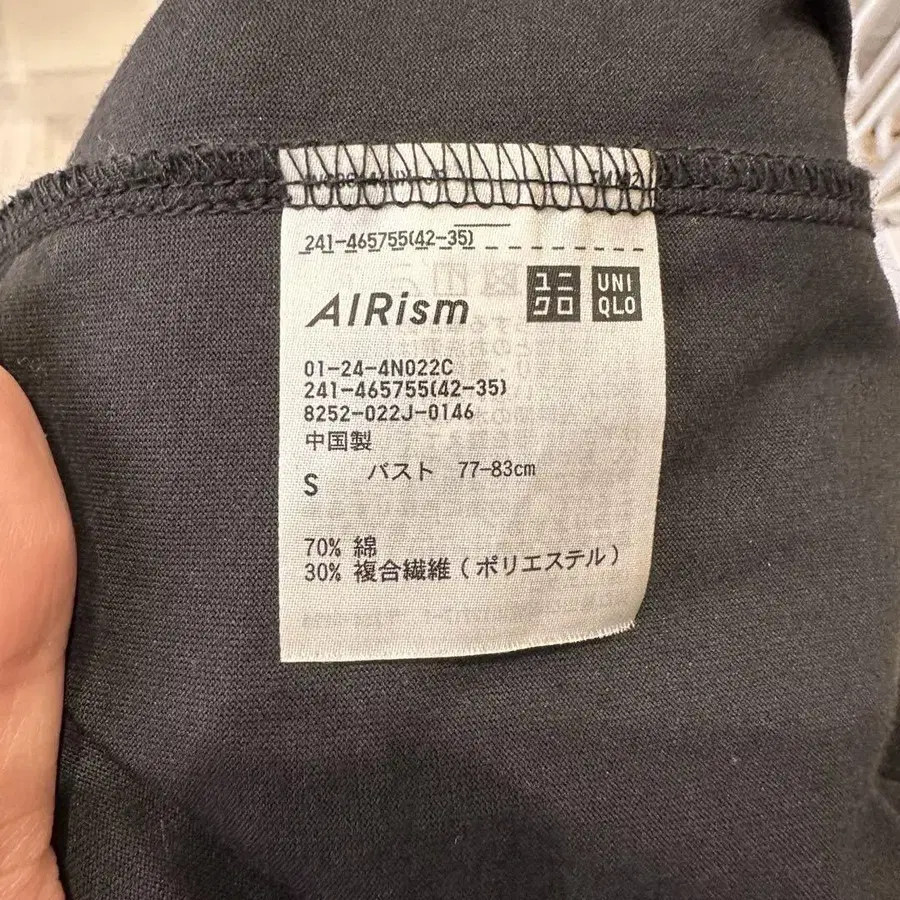 241-465755(42-35)
AIRism
ユニ
クロ
UNI
QLO
01-24-4N022C
241-465755(42-35)
8252-022J-0146
中国製
S バスト 77-83cm
70% 綿
30% 複合繊維(ポリエステル)